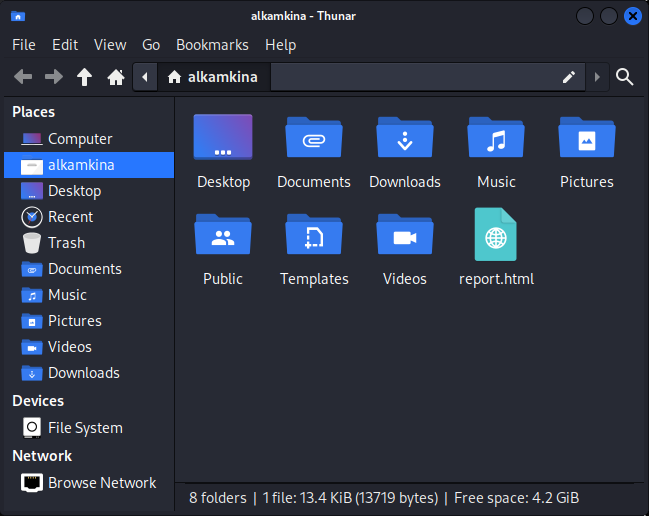 alkamkina - Thunar
File Edit View Go Bookmarks Help
alkamkina
Places
Computer
alkamkina
Desktop
Recent
Trash
Documents
Music
Pictures
Videos
Downloads
Devices
File System
Network
Browse Network
Desktop Documents Downloads Music Pictures
Public Templates Videos report.html
8 folders | 1 file: 13.4 KiB (13719 bytes) | Free space: 4.2 GiB